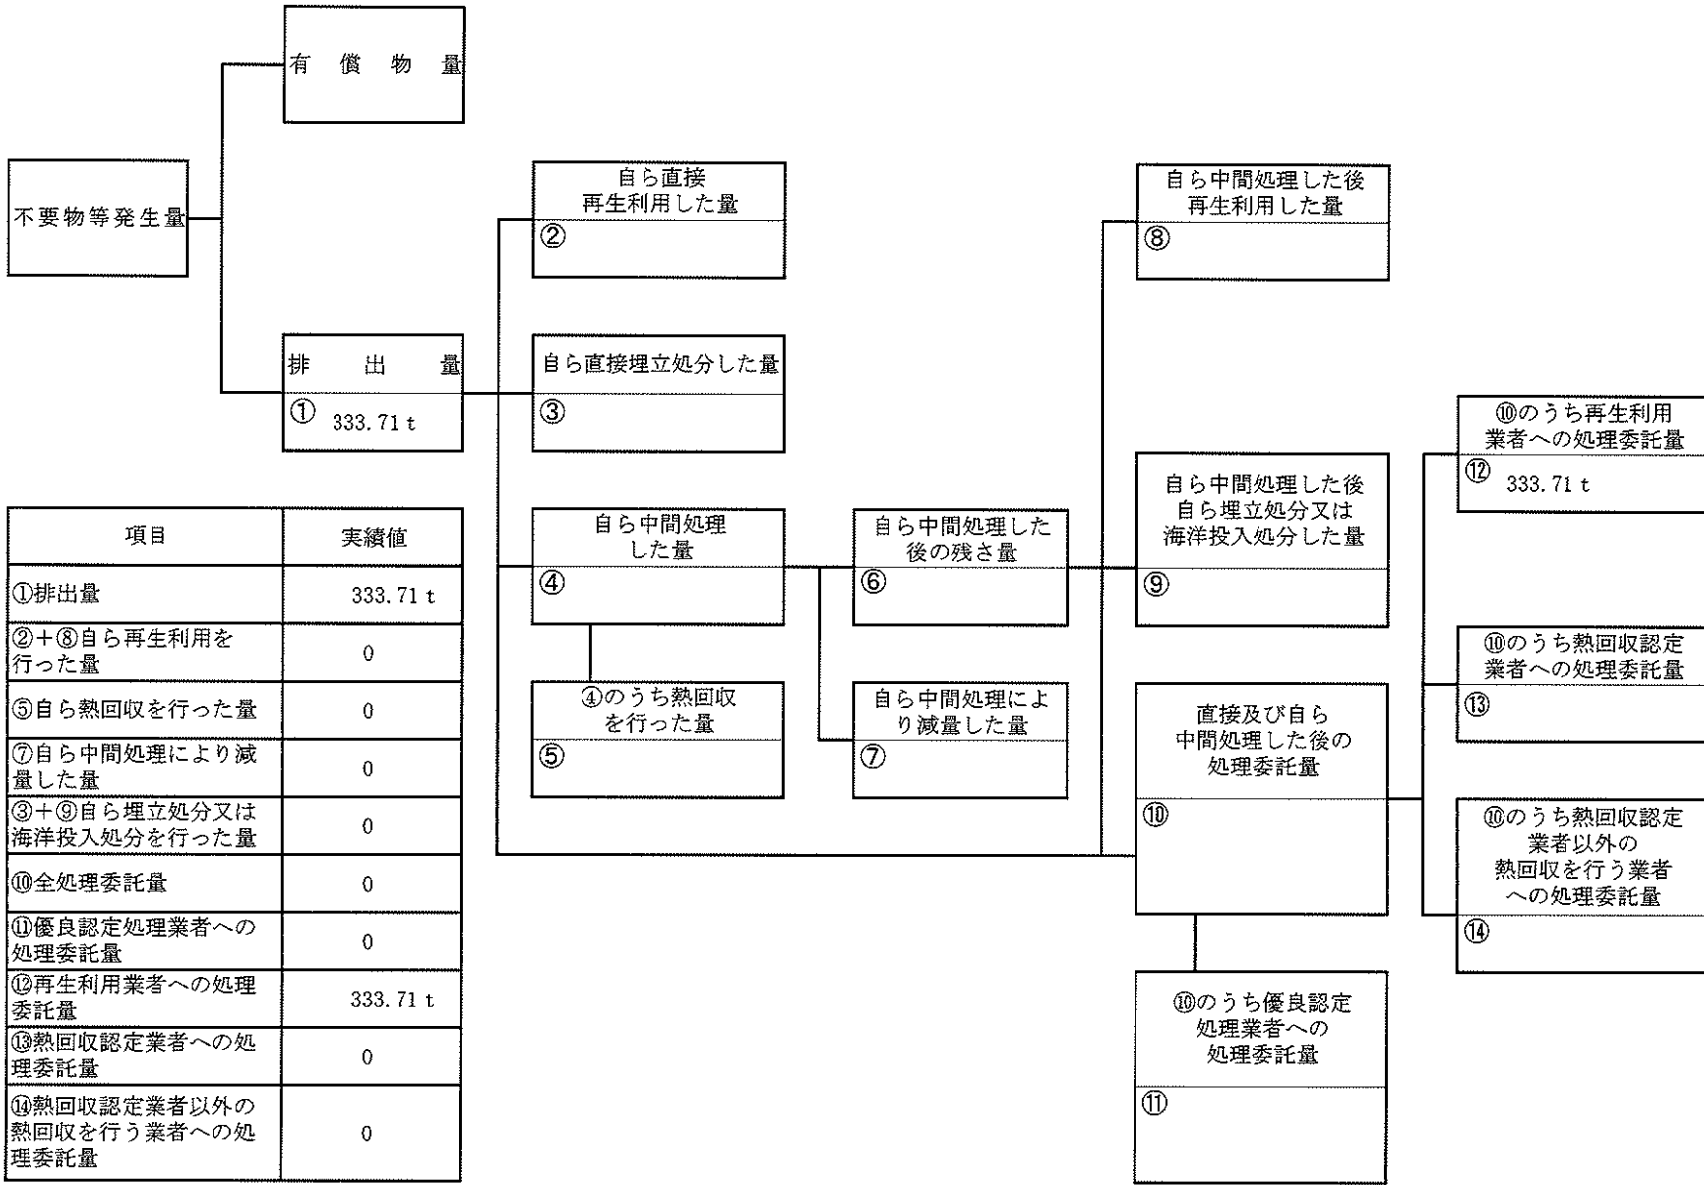 有償物量
不要物等発生量
排出量
① 333.71 t
自ら直接
再生利用した量
②
自ら直接埋立処分した量
③
自ら中間処理
した量
④
④のうち熱回収
を行った量
⑤
自ら中間処理した
後の残さ量
⑥
自ら中間処理によ
り減量した量
⑦
自ら中間処理した後
再生利用した量
⑧
自ら中間処理した後
自ら埋立処分又は
海洋投入処分した量
⑨
直接及び自ら
中間処理した後の
処理委託量
⑩
⑩のうち優良認定
処理業者への
処理委託量
⑪
⑩のうち再生利用
業者への処理委託量
⑫ 333.71 t
⑩のうち熱回収認定
業者への処理委託量
⑬
⑩のうち熱回収認定
業者以外の
熱回収を行う業者
への処理委託量
⑭
項目 実績値
①排出量 333.71 t
②+⑧自ら再生利用を
行った量 0
⑤自ら熱回収を行った量 0
⑦自ら中間処理により減
量した量 0
③+⑨自ら埋立処分又は
海洋投入処分を行った量 0
⑩全処理委託量 0
⑪優良認定処理業者への
処理委託量 0
⑫再生利用業者への処理
委託量 333.71 t
⑬熱回収認定業者への処
理委託量 0
⑭熱回収認定業者以外の
熱回収を行う業者への処
理委託量 0